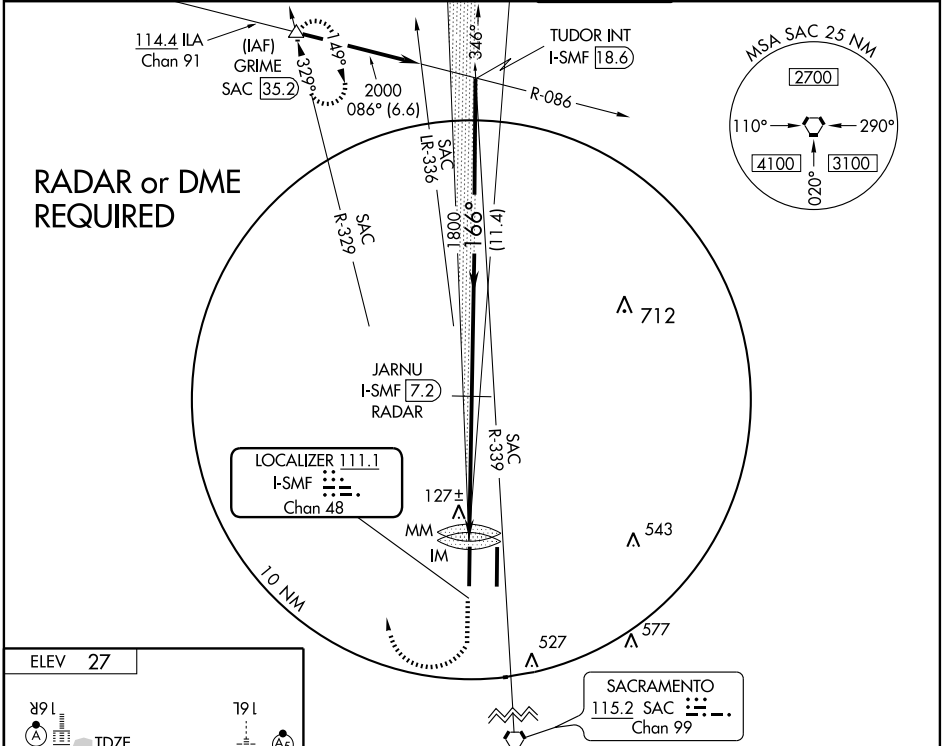 114.4 ILA
Chan 91
(IAF)
GRIME
SAC 35.2
149°
329°
2000
086° (6.6)
346°
TUDOR INT
I-SMF 18.6
R-086
MSA SAC 25 NM
2700
110°
290°
4100
3100
020°
RADAR or DME
REQUIRED
SAC
LR-336
SAC
R-329
1800
166°
(11.4)
712
JARNU
I-SMF 7.2
RADAR
SAC
R-339
LOCALIZER 111.1
I-SMF
Chan 48
127±
MM
IM
543
10 NM
577
527
ELEV 27
16R
16L
A
TDZE
A5
SACRAMENTO
115.2 SAC
Chan 99